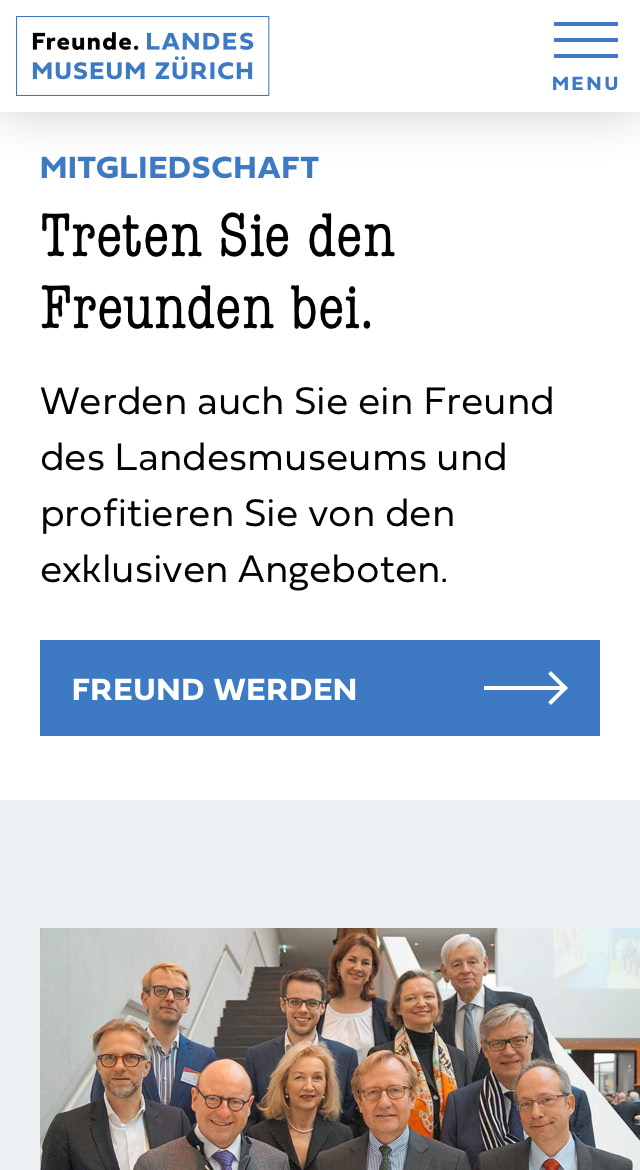 Freunde. LANDES
MUSEUM ZÜRICH
MENU
MITGLIEDSCHAFT
Treten Sie den
Freunden bei.
Werden auch Sie ein Freund
des Landesmuseums und
profitieren Sie von den
exklusiven Angeboten.
FREUND WERDEN